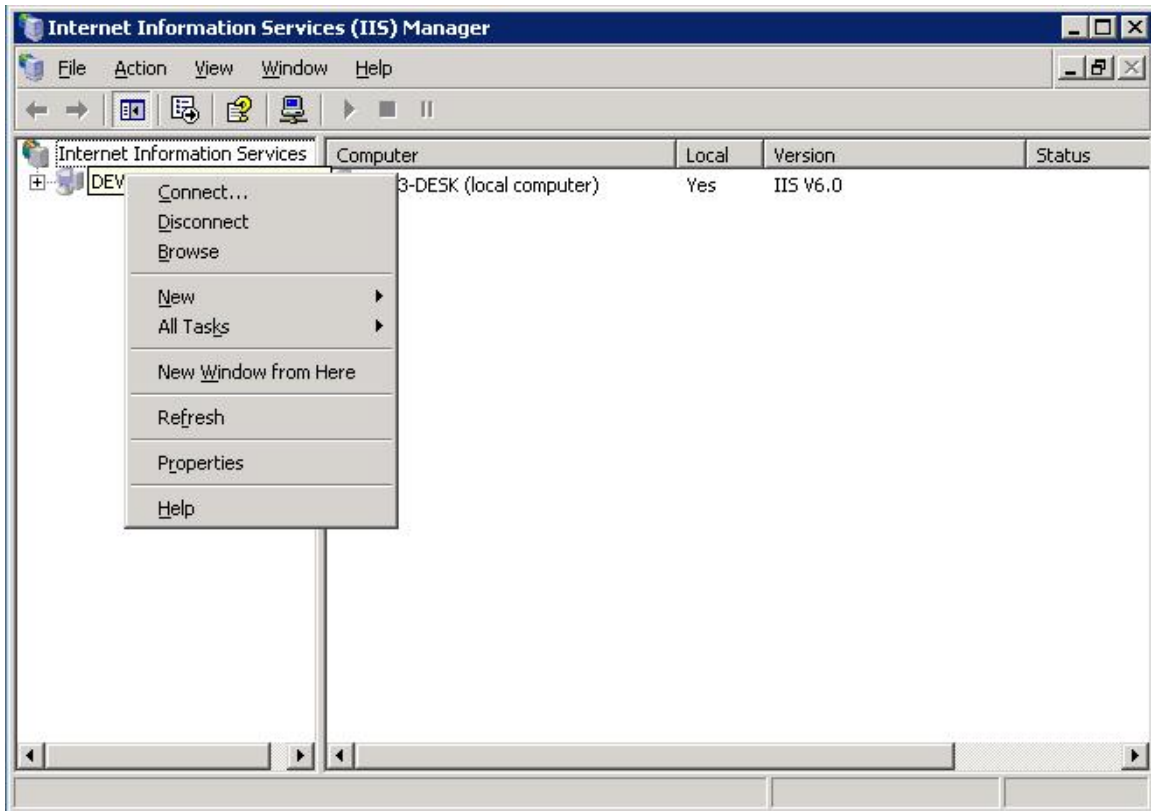 Internet Information Services (IIS) Manager
File Action View Window Help
Internet Information Services
Computer Local Version Status
DEV
3-DESK (local computer) Yes IIS V6.0
Connect...
Disconnect
Browse
New
All Tasks
New Window from Here
Refresh
Properties
Help